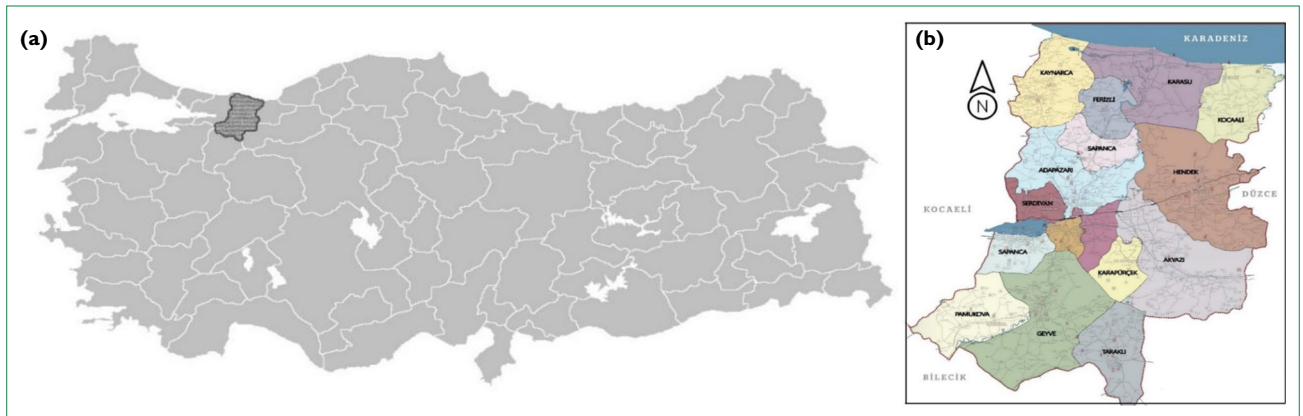 (a)
(b)
KARADENİZ
KAYNARCA
KARASU
FERİZLİ
KOCAALİ
N
SAPANCA
ADAPAZARI
HENDEK
SERDİVAN
KOCAELİ
DÜZCE
SAPANCA
AKYAZI
KARAPÜRÇEK
PAMUKOVA
GEYVE
TARAKLI
BİLECİK